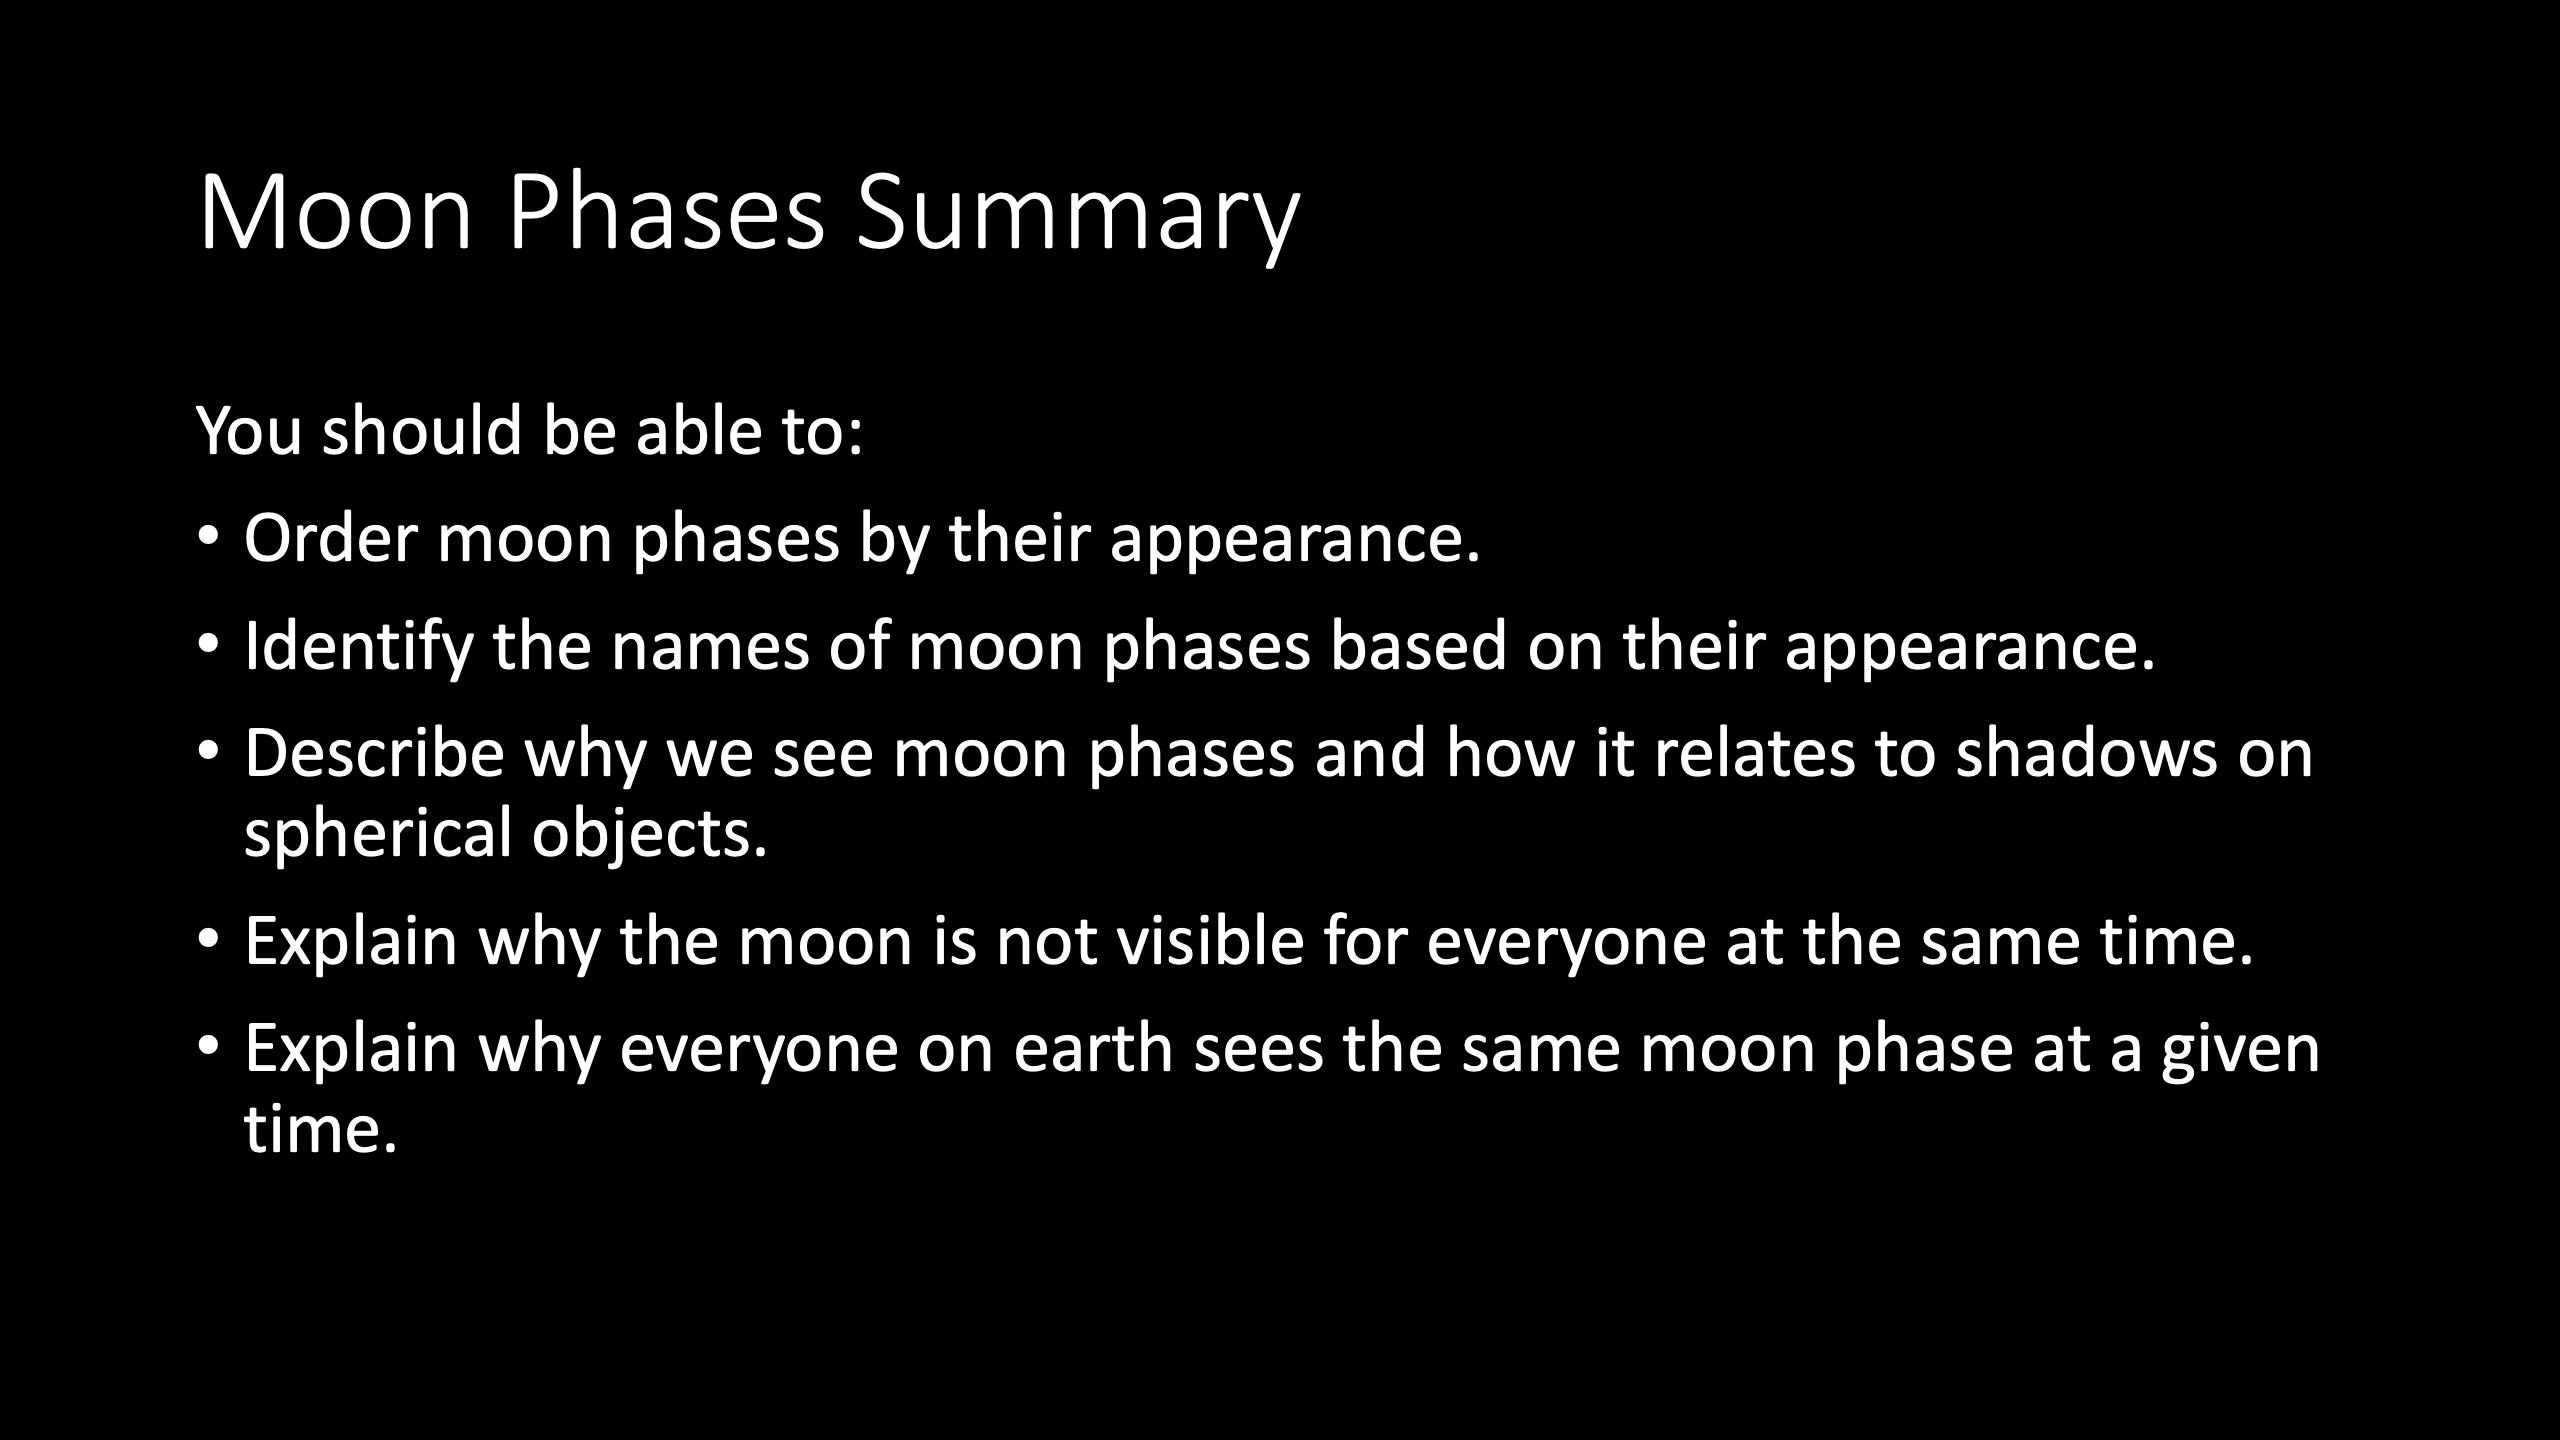 Moon Phases Summary
You should be able to:
• Order moon phases by their appearance.
• Identify the names of moon phases based on their appearance.
• Describe why we see moon phases and how it relates to shadows on
spherical objects.
• Explain why the moon is not visible for everyone at the same time.
• Explain why everyone on earth sees the same moon phase at a given
time.